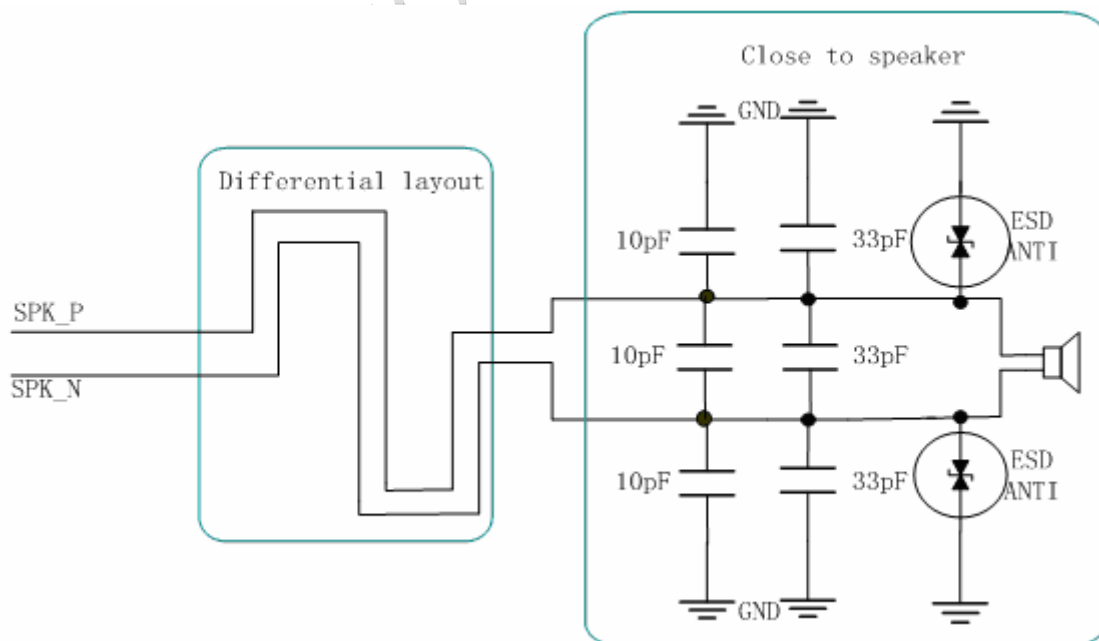 Close to speaker
GND
Differential layout
10pF
33pF
ESD
ANTI
SPK_P
10pF
33pF
SPK_N
10pF
33pF
ESD
ANTI
GND